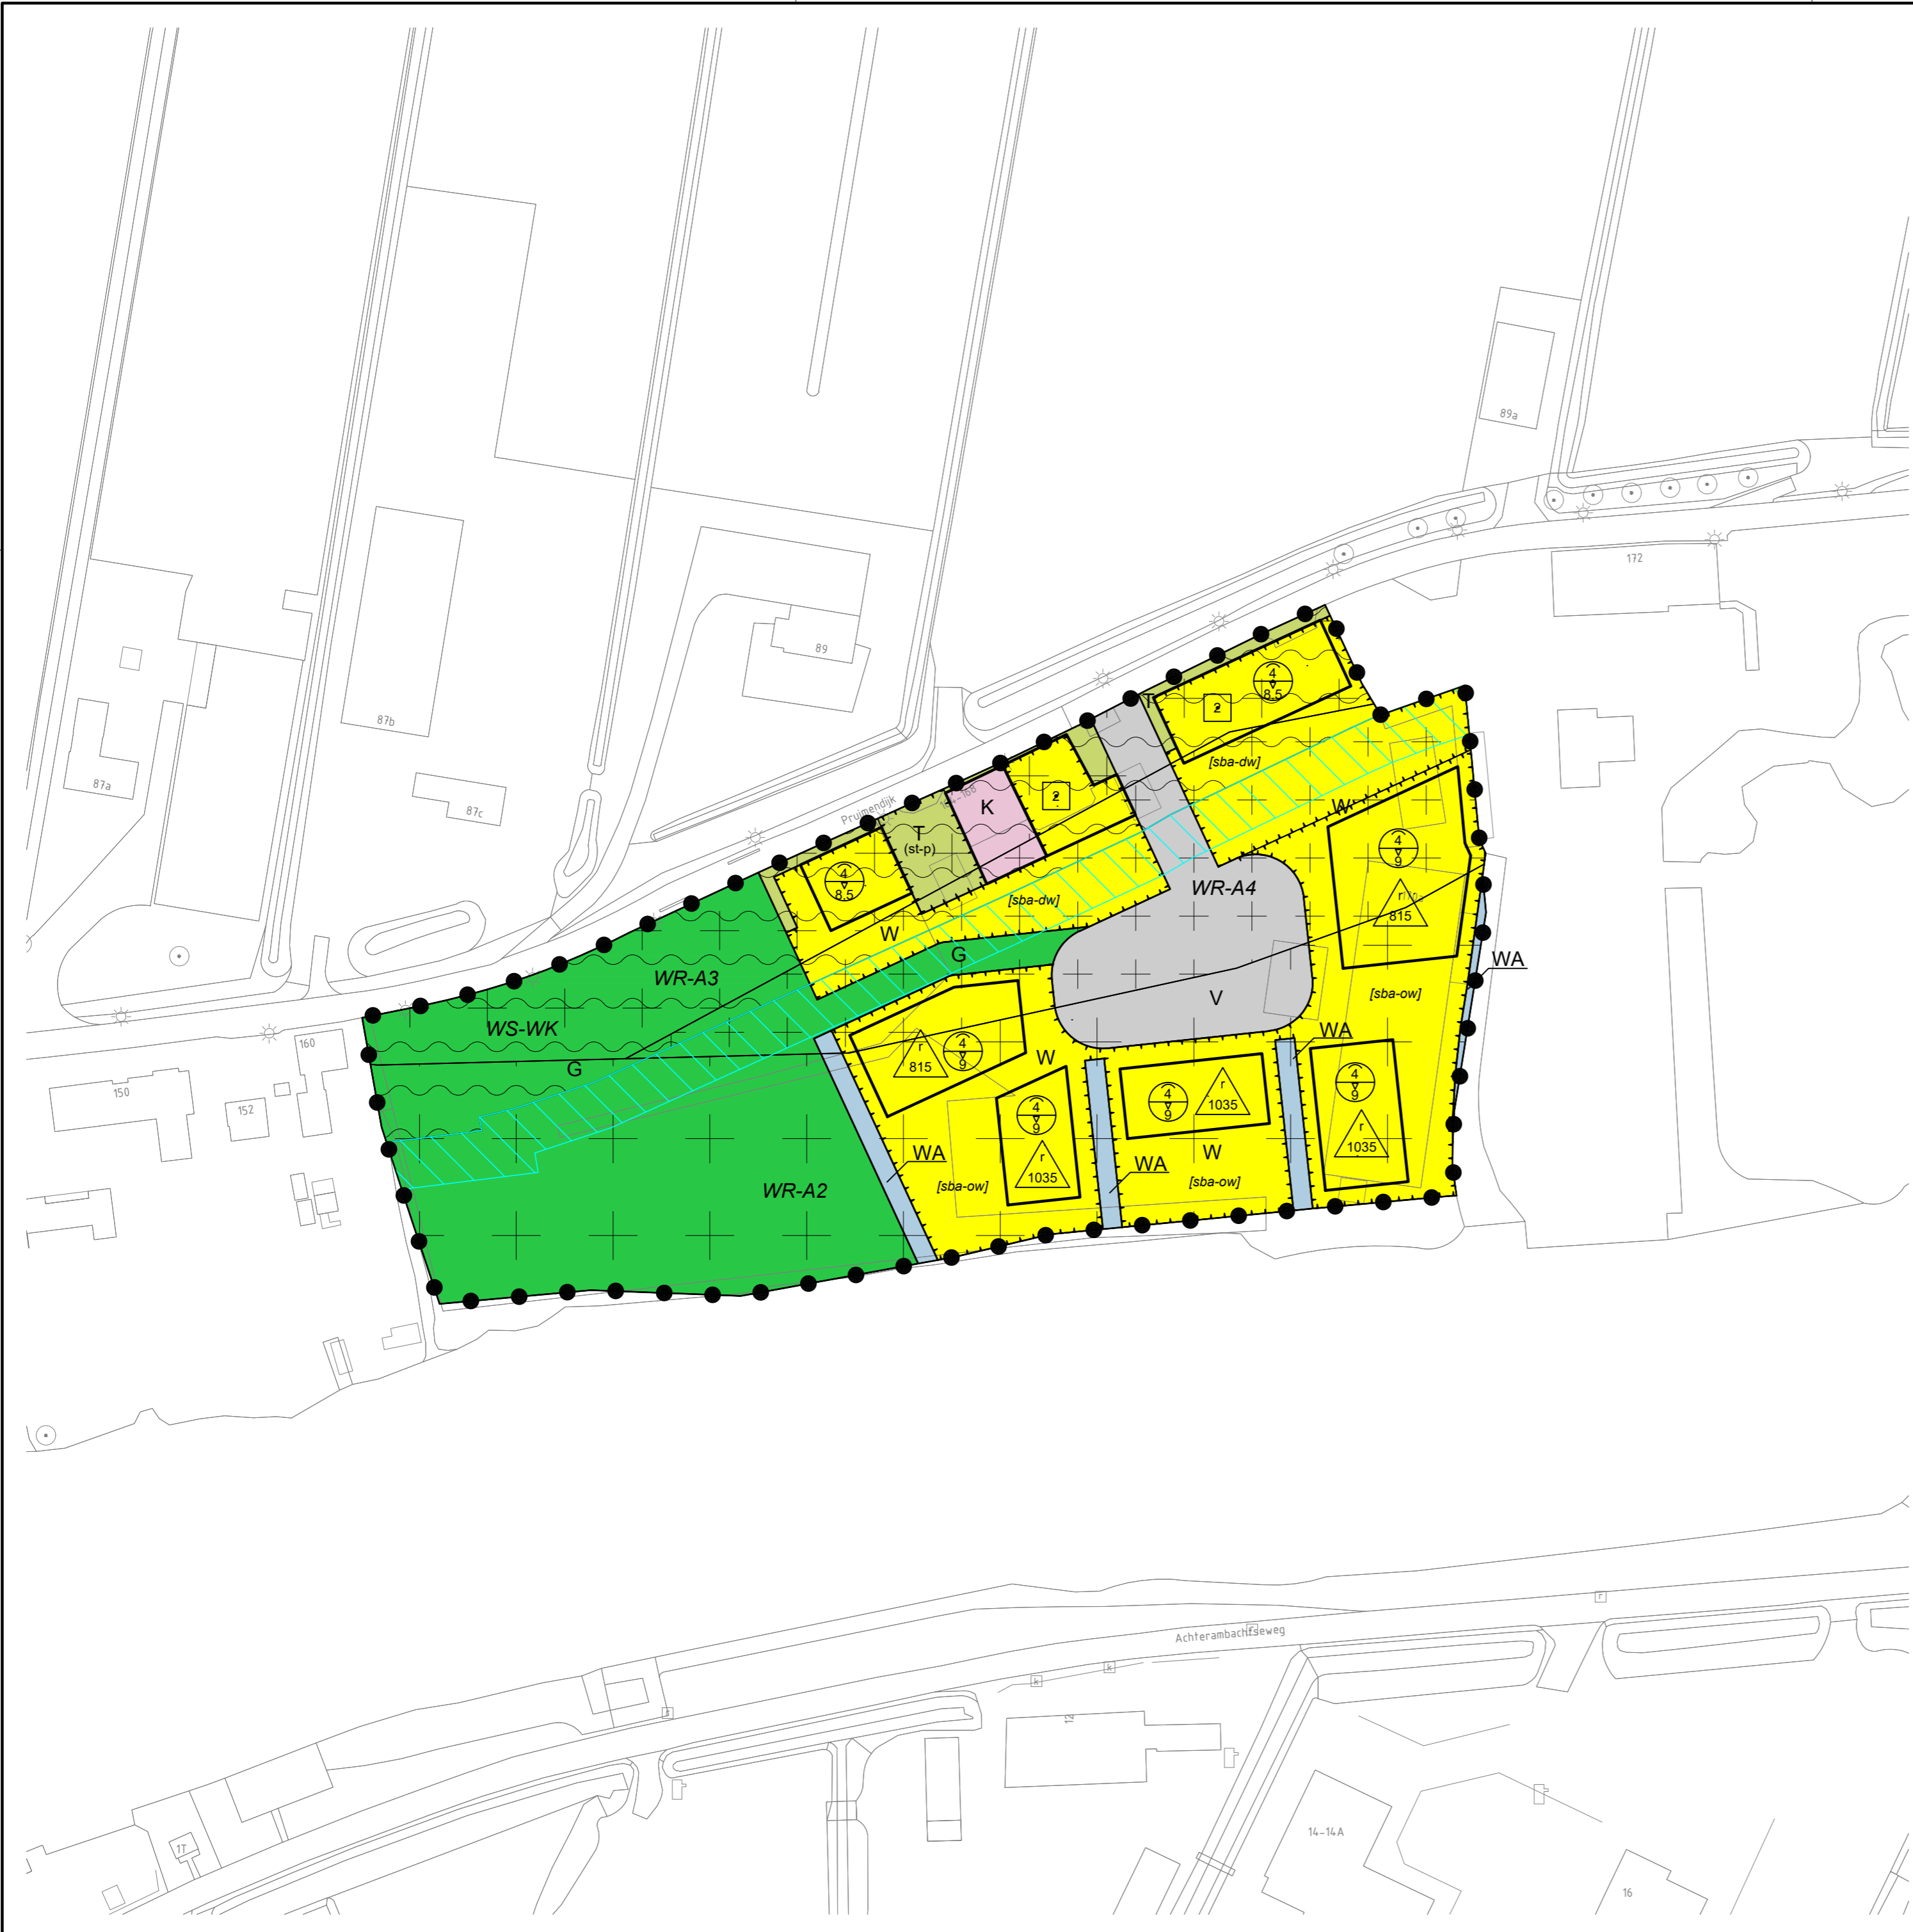 89a
172
89
87b
87a
87c
4
8.5
2
T
[sba-dw]
Pruimendijk
K
2
W
4
9
T
(st-p)
4
8.5
WR-A4
r
815
[sba-dw]
W
G
WA
WR-A3
V
[sba-ow]
WS-WK
WA
160
r
815
4
9
W
G
150
152
4
9
4
9
r
1035
4
9
r
1035
WA
WA
W
r
1035
WR-A2
[sba-ow]
[sba-ow]
r
Achterambachtseweg
k
k
12
14-14A
1T
16